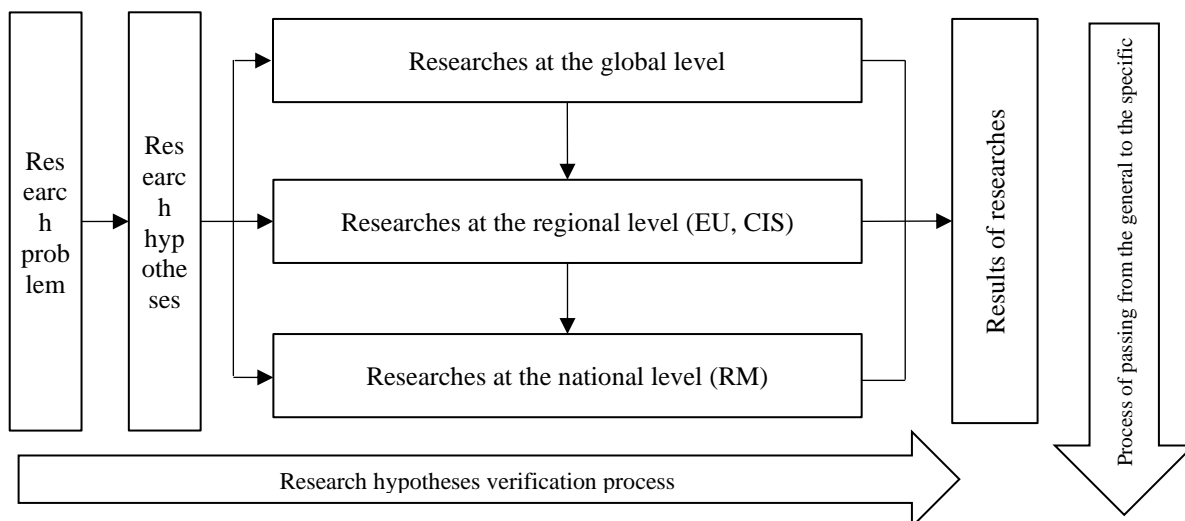 Res
earc
h
prob
lem
Res
earc
h
hyp
othe
ses
Researches at the global level
Researches at the regional level (EU, CIS)
Researches at the national level (RM)
Results of researches
Process of passing from the general to the specific
Research hypotheses verification process